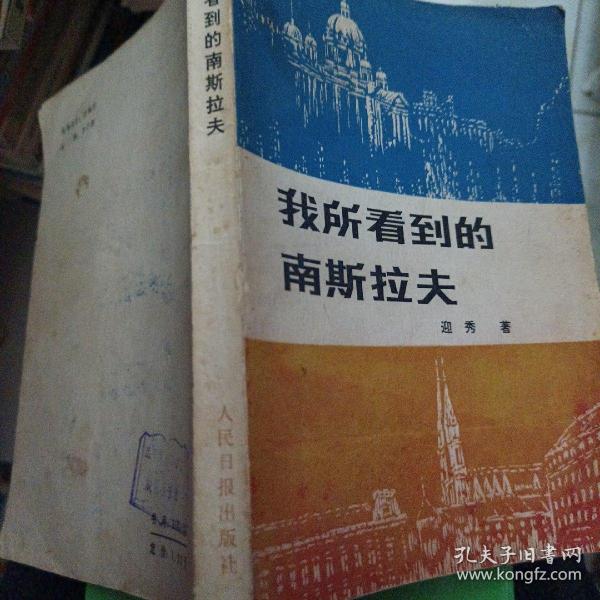 看到的南斯拉夫
人民日报出版社
我所看到的
南斯拉夫
迎秀 著
孔夫子旧书网
www.kongfz.com